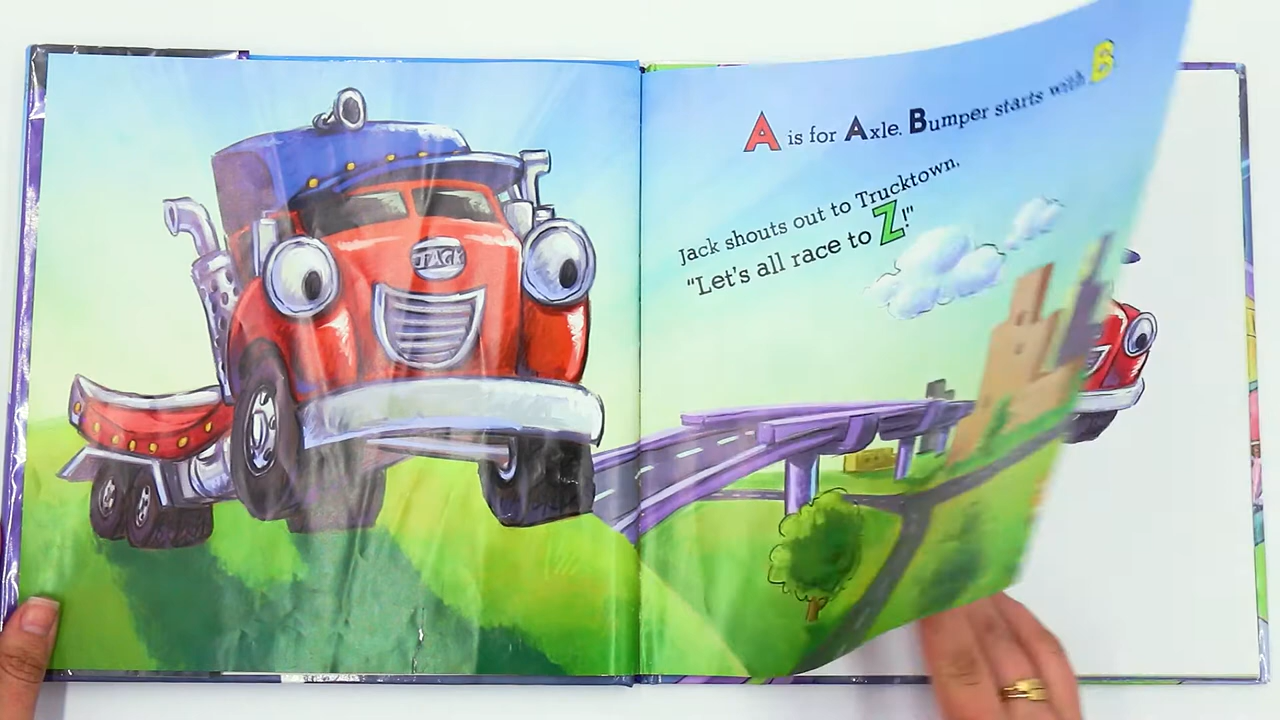 JACK
A is for Axle. Bumper starts with B
Jack shouts out to Trucktown,
"Let's all race to Z!"